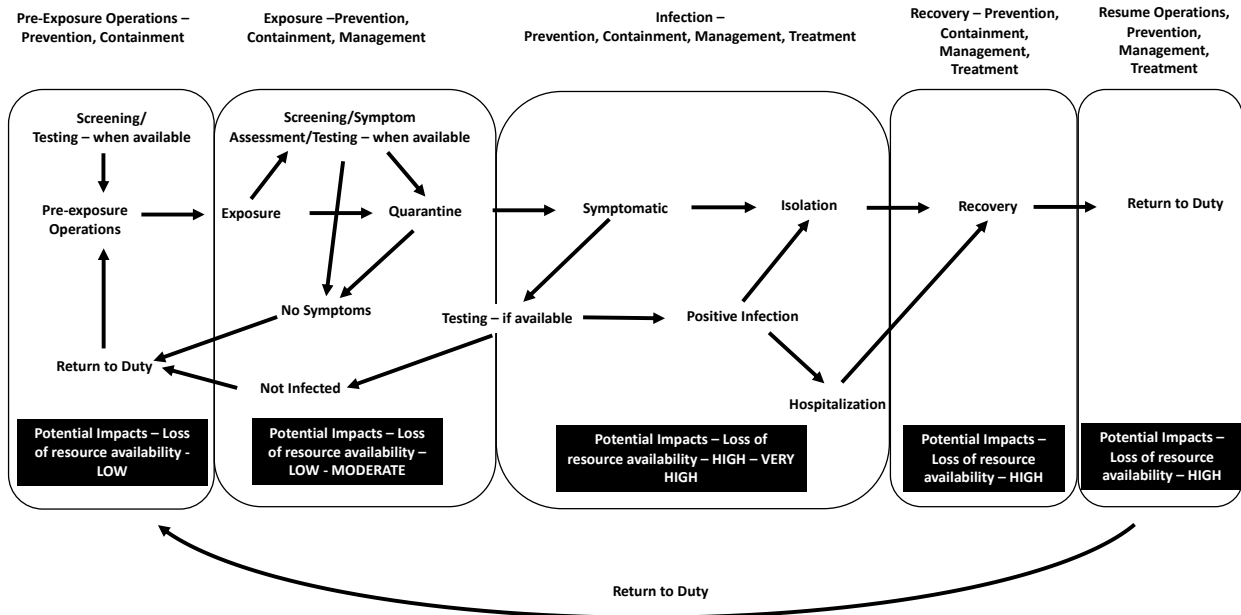 Pre-Exposure Operations –
Prevention, Containment
Exposure –Prevention,
Containment, Management
Infection –
Prevention, Containment, Management, Treatment
Recovery – Prevention,
Containment,
Management,
Treatment
Resume Operations,
Prevention,
Management,
Treatment
Screening/
Testing – when available
Pre-exposure
Operations
Return to Duty
Potential Impacts – Loss
of resource availability -
LOW
Screening/Symptom
Assessment/Testing – when available
Exposure
Quarantine
No Symptoms
Not Infected
Potential Impacts – Loss
of resource availability –
LOW - MODERATE
Symptomatic
Isolation
Testing – if available
Positive Infection
Hospitalization
Potential Impacts – Loss of
resource availability – HIGH – VERY
HIGH
Recovery
Potential Impacts –
Loss of resource
availability – HIGH
Return to Duty
Potential Impacts –
Loss of resource
availability – HIGH
Return to Duty